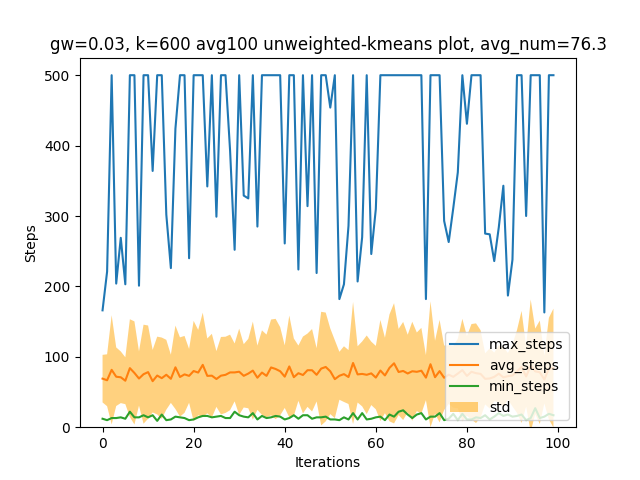 gw=0.03, k=600 avg100 unweighted-kmeans plot, avg_num=76.3
500
400
300
200
100
0
Steps
0 20 40 60 80 100
Iterations
max_steps
avg_steps
min_steps
std